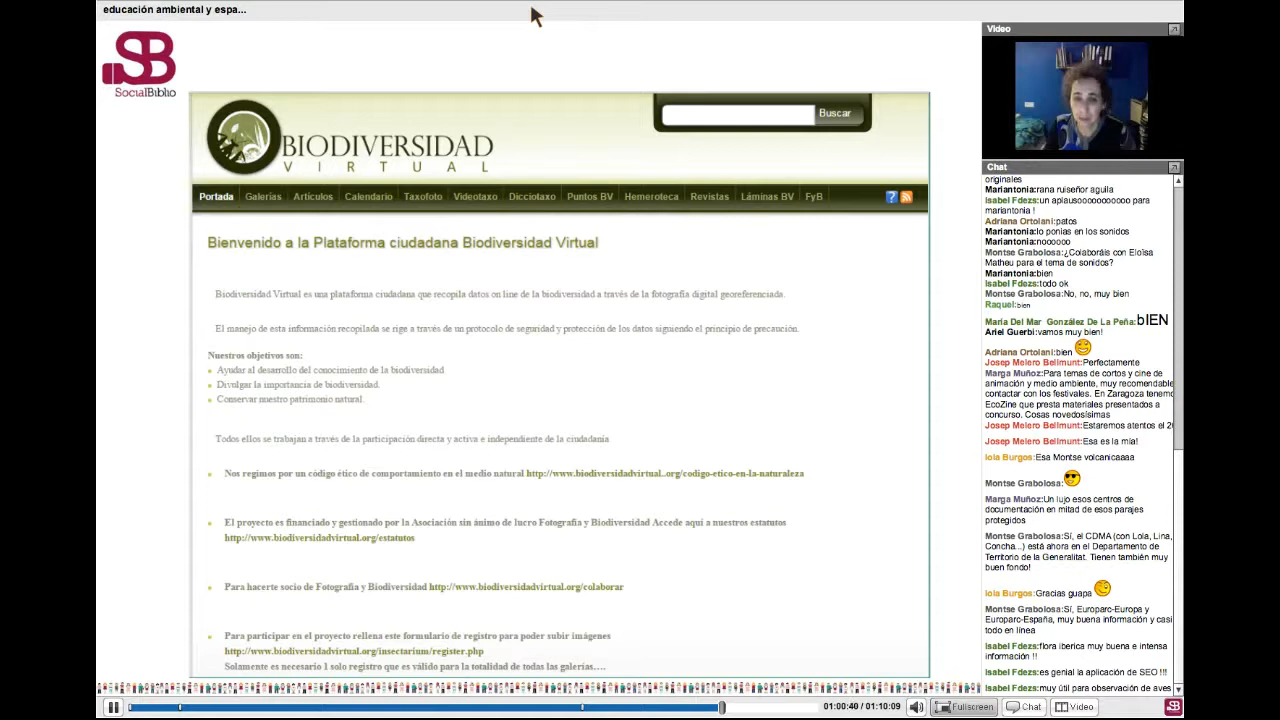 educación ambiental y espa...
SB
SocialBiblio
BIODIVERSIDAD
VIRTUAL
Buscar
Portada Galerías Artículos Calendario Taxofoto Videotaxo Dicciotaxo Puntos BV Hemeroteca Revistas Láminas BV FyB
Bienvenido a la Plataforma ciudadana Biodiversidad Virtual
Biodiversidad Virtual es una plataforma ciudadana que recopila datos on line de la biodiversidad a través de la fotografía digital georeferenciada.
El manejo de esta información recopilada se rige a través de un protocolo de seguridad y protección de los datos siguiendo el principio de precaución.
Nuestros objetivos son:
Ayudar al desarrollo del conocimiento de la biodiversidad
Divulgar la importancia de biodiversidad.
Conservar nuestro patrimonio natural.
Todos ellos se trabajan a través de la participación directa y activa e independiente de la ciudadanía
Nos regimos por un código ético de comportamiento en el medio natural http://www.biodiversidadvirtual..org/codigo-etico-en-la-naturaleza
El proyecto es financiado y gestionado por la Asociación sin ánimo de lucro Fotografía y Biodiversidad Accede aquí a nuestros estatutos
http://www.biodiversidadvirtual.org/estatutos
Para hacerte socio de Fotografía y Biodiversidad http://www.biodiversidadvirtual.org/colaborar
Para participar en el proyecto rellena este formulario de registro para poder subir imágenes
http://www.biodiversidadvirtual.org/insectarium/register.php
Solamente es necesario 1 solo registro que es válido para la totalidad de todas las galerías....
Video
Chat
originales
Mariantonia:rana ruiseñor aguila
Isabel Fdezs:un aplausoooooooooo para
mariantonia !
Adriana Ortolani:patos
Mariantonia:lo ponias en los sonidos
Mariantonia:noooooo
Montse Grabolosa:¿Colaboráis con Eloïsa
Matheu para el tema de sonidos?
Mariantonia:bien
Isabel Fdezs:todo ok
Montse Grabolosa:No, no, muy bien
Raquel:bien
María Del Mar González De La Peña:bIEN
Ariel Guerbi:vamos muy bien!
Adriana Ortolani:bien
Josep Melero Bellmunt:Perfectamente
Marga Muñoz:Para temas de cortos y cine de
animación y medio ambiente, muy recomendable
contactar con los festivales. En Zaragoza tenemo
EcoZine que presta materiales presentados a
concurso. Cosas novedosísimas
Josep Melero Bellmunt:Estaremos atentos el 2
Josep Melero Bellmunt:Esa es la mia!
lola Burgos:Esa Montse volcanicaaaa
Montse Grabolosa:
Marga Muñoz:Un lujo esos centros de
documentación en mitad de esos parajes
protegidos
Montse Grabolosa:Sí, el CDMA (con Lola, Lina,
Concha...) está ahora en el Departamento de
Territorio de la Generalitat. Tienen también muy
buen fondo!
lola Burgos:Gracias guapa
Montse Grabolosa:Sí, Europarc-Europa y
Europarc-España, muy buena información y casi
todo en línea
Isabel Fdezs:flora iberica muy buena e intensa
información !!
Isabel Fdezs:es genial la aplicación de SEO !!!
Isabel Fdezs:muy útil para observación de aves
01:00:40 / 01:10:09
Fullscreen
Chat
Video
SB